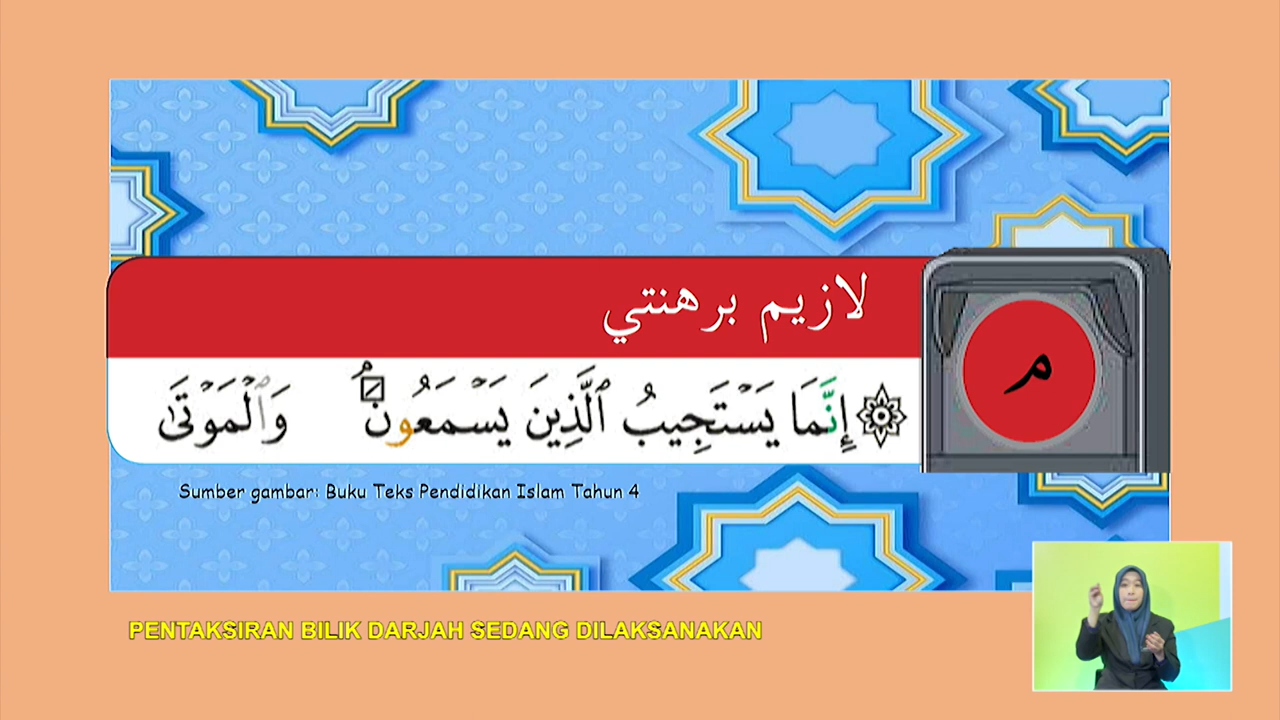 لازيم برهنتي
م
۞ إِنَّمَا يَسْتَجِيبُ ٱلَّذِينَ يَسْمَعُونَۘ وَٱلْمَوْتَىٰ
Sumber gambar: Buku Teks Pendidikan Islam Tahun 4
PENTAKSIRAN BILIK DARJAH SEDANG DILAKSANAKAN